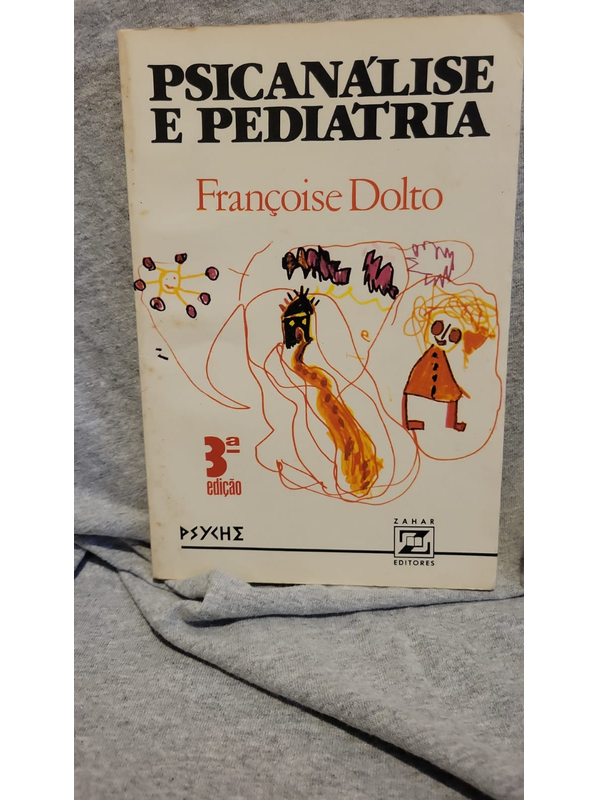 PSICANÁLISE
E PEDIATRIA
Françoise Dolto
3ª
edição
PSYCHE
ZAHAR
EDITORES